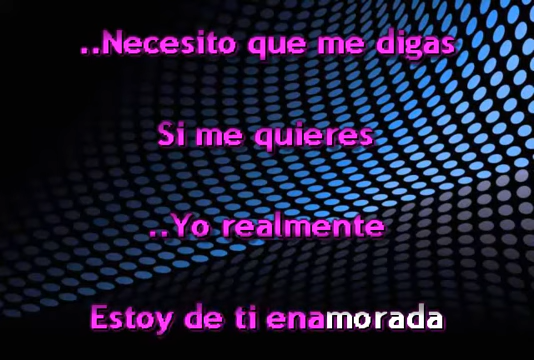 ..Necesito que me digas
Si me quieres
..Yo realmente
Estoy de ti enamorada